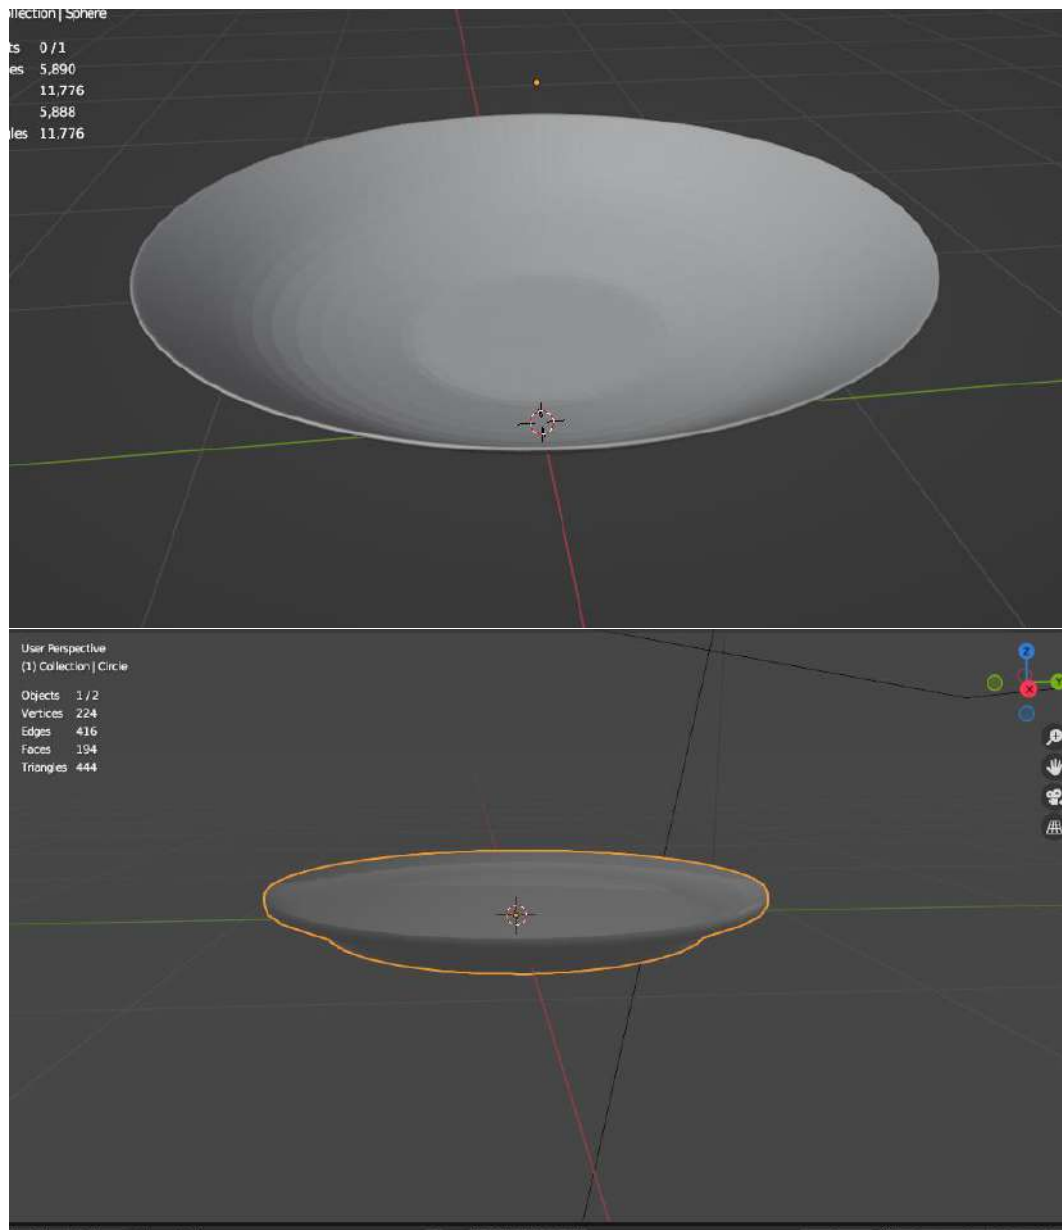 llection | Sphere
ts 0/1
es 5,890
11,776
5,888
les 11,776
User Perspective
(1) Collection | Circle
Objects 1/2
Vertices 224
Edges 416
Faces 194
Triangles 444
Z
Y
X